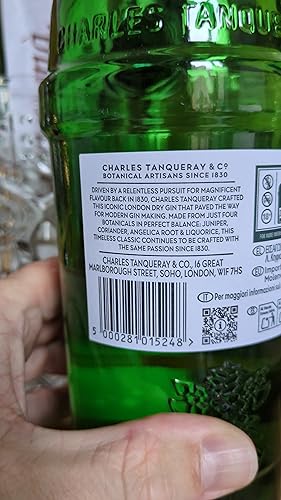 CHARLES TANQUE
CHARLES TANQUERAY & Cº
BOTANICAL ARTISANS SINCE 1830
DRIVEN BY A RELENTLESS PURSUIT FOR MAGNIFICENT
FLAVOUR BACK IN 1830, CHARLES TANQUERAY CRAFTED
THIS ICONIC LONDON DRY GIN THAT PAVED THE WAY
FOR MODERN GIN MAKING. MADE FROM JUST FOUR
BOTANICALS IN PERFECT BALANCE: JUNIPER,
CORIANDER, ANGELICA ROOT & LIQUORICE, THIS
TIMELESS CLASSIC CONTINUES TO BE CRAFTED WITH
THE SAME PASSION SINCE 1830.
CHARLES TANQUERAY & CO., 16 GREAT
MARLBOROUGH STREET, SOHO, LONDON, W1F 7HS
5 000281 015248 >
IT Per maggiori informazioni